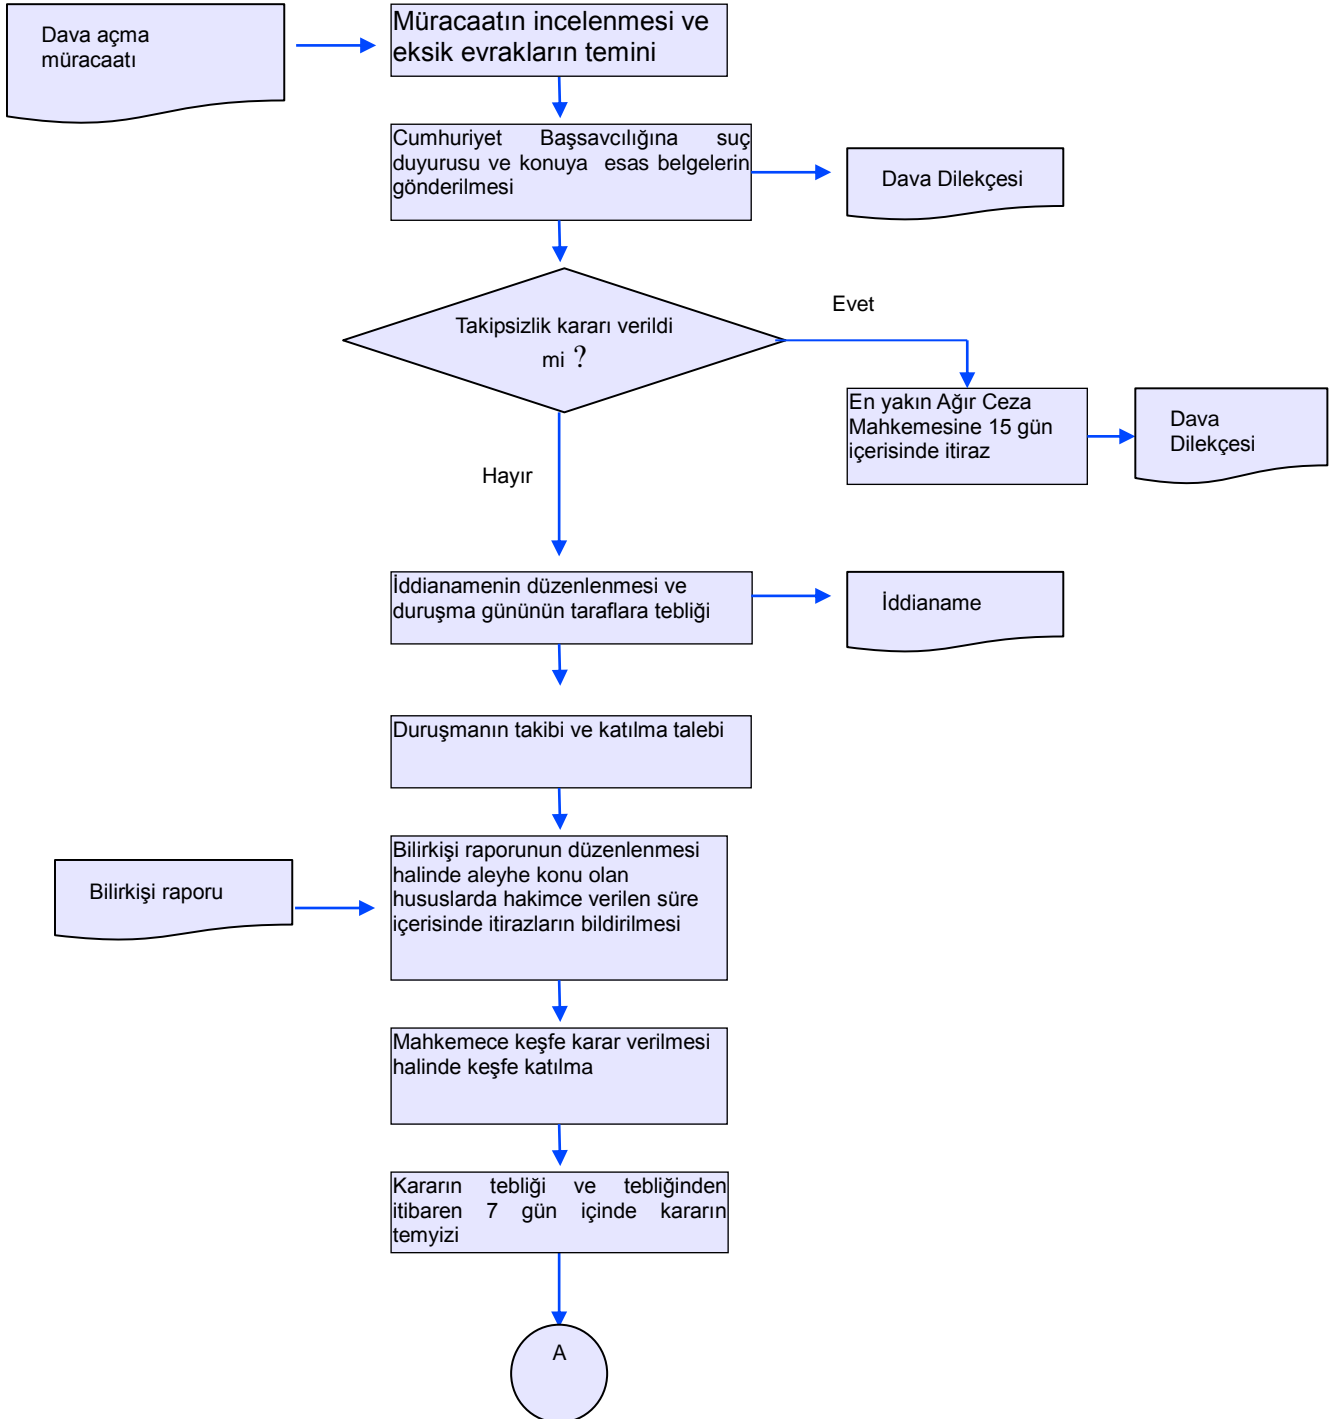 Dava açma
müracaatı
Müracaatın incelenmesi ve
eksik evrakların temini
Cumhuriyet Başsavcılığına suç
duyurusu ve konuya esas belgelerin
gönderilmesi
Dava Dilekçesi
Takipsizlik kararı verildi
mi ?
Evet
En yakın Ağır Ceza
Mahkemesine 15 gün
içerisinde itiraz
Dava
Dilekçesi
Hayır
İddianamenin düzenlenmesi ve
duruşma gününün taraflara tebliği
İddianame
Duruşmanın takibi ve katılma talebi
Bilirkişi raporu
Bilirkişi raporunun düzenlenmesi
halinde aleyhe konu olan
hususlarda hakimce verilen süre
içerisinde itirazların bildirilmesi
Mahkemece keşfe karar verilmesi
halinde keşfe katılma
Kararın tebliği ve tebliğinden
itibaren 7 gün içinde kararın
temyizi
A